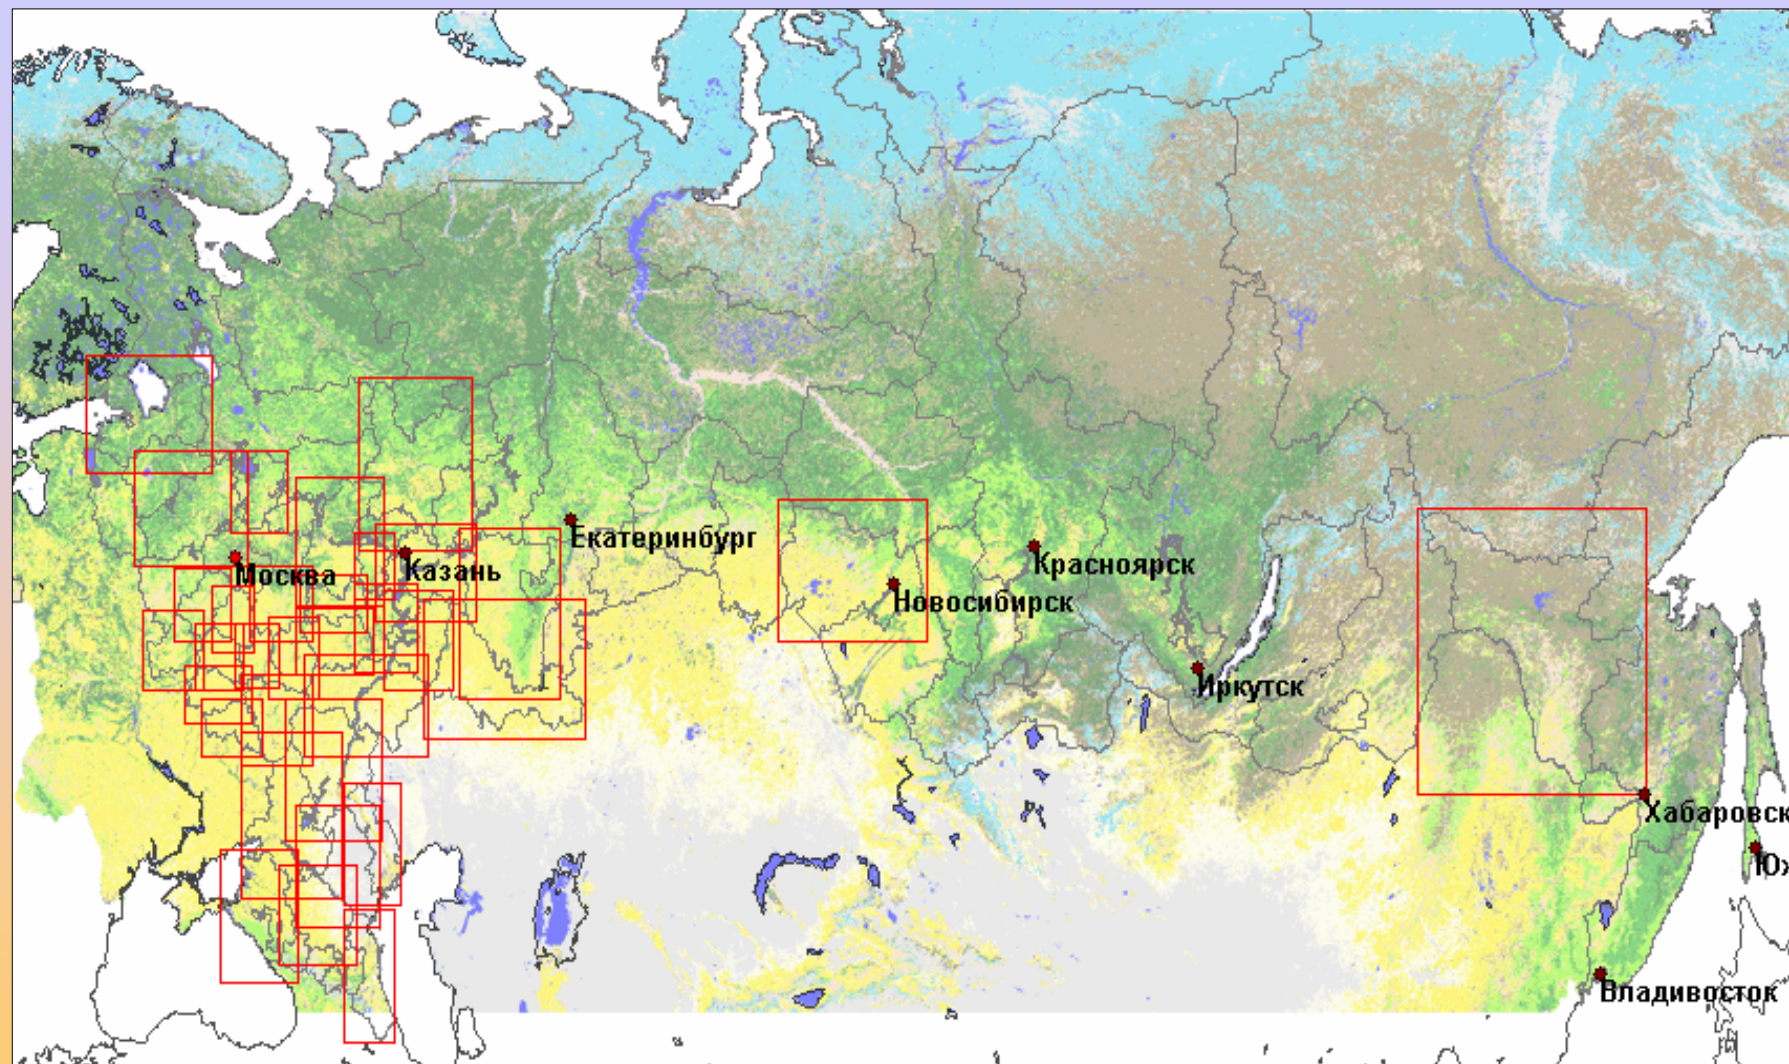 Екатеринбург
Москва
Казань
Красноярск
Новосибирск
Иркутск
Хабаровск
Владивосток